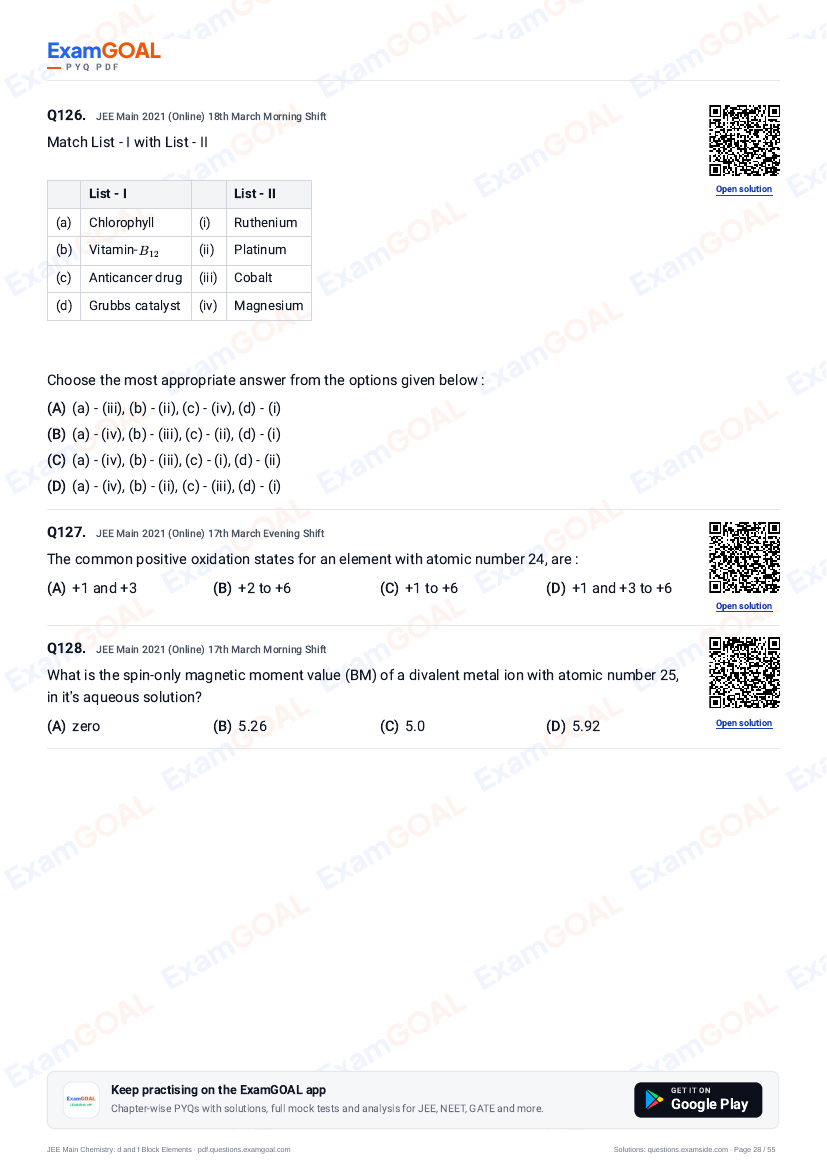 ExamGOAL
PYQ PDF
Q126. JEE Main 2021 (Online) 18th March Morning Shift
Match List - I with List - II
Open solution
List - I List - II
(a) Chlorophyll (i) Ruthenium
(b) Vitamin-B12 (ii) Platinum
(c) Anticancer drug (iii) Cobalt
(d) Grubbs catalyst (iv) Magnesium
Choose the most appropriate answer from the options given below :
(A) (a) - (iii), (b) - (ii), (c) - (iv), (d) - (i)
(B) (a) - (iv), (b) - (iii), (c) - (ii), (d) - (i)
(C) (a) - (iv), (b) - (iii), (c) - (i), (d) - (ii)
(D) (a) - (iv), (b) - (ii), (c) - (iii), (d) - (i)
Q127. JEE Main 2021 (Online) 17th March Evening Shift
The common positive oxidation states for an element with atomic number 24, are :
(A) +1 and +3 (B) +2 to +6 (C) +1 to +6 (D) +1 and +3 to +6
Open solution
Q128. JEE Main 2021 (Online) 17th March Morning Shift
What is the spin-only magnetic moment value (BM) of a divalent metal ion with atomic number 25,
in it's aqueous solution?
(A) zero (B) 5.26 (C) 5.0 (D) 5.92
Open solution
Keep practising on the ExamGOAL app
Chapter-wise PYQs with solutions, full mock tests and analysis for JEE, NEET, GATE and more.
GET IT ON
Google Play
JEE Main Chemistry: d and f Block Elements · pdf.questions.examgoal.com Solutions: questions.examside.com · Page 28 / 55